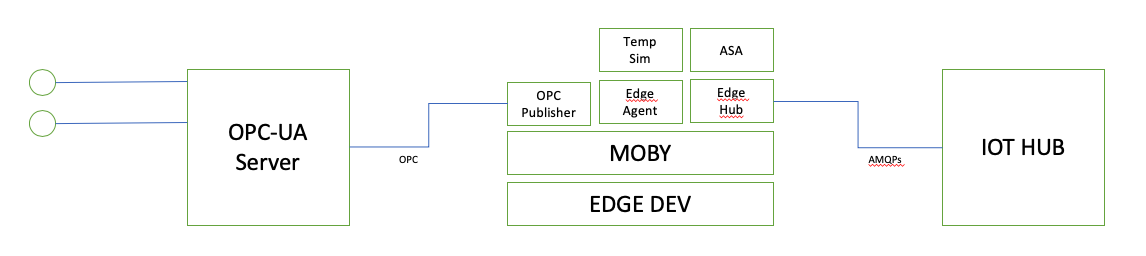 Temp
Sim
ASA
OPC
Publisher
Edge
Agent
Edge
Hub
OPC-UA
Server
OPC
MOBY
EDGE DEV
AMQPs
IOT HUB